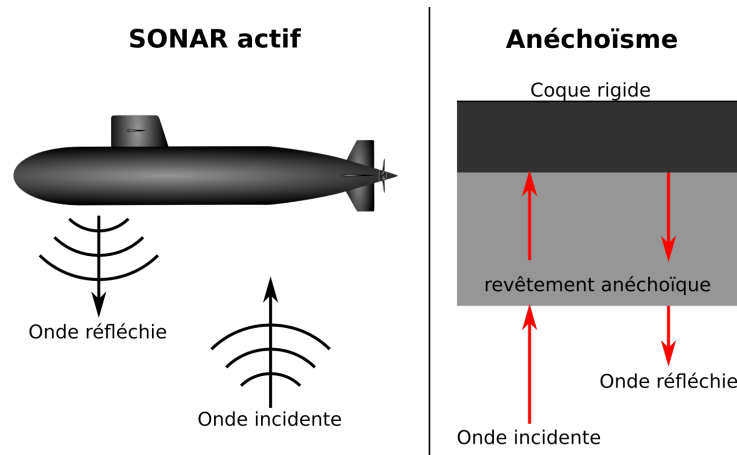 SONAR actif
Onde réfléchie
Onde incidente
Anéchoïsme
Coque rigide
revêtement anéchoïque
Onde réfléchie
Onde incidente